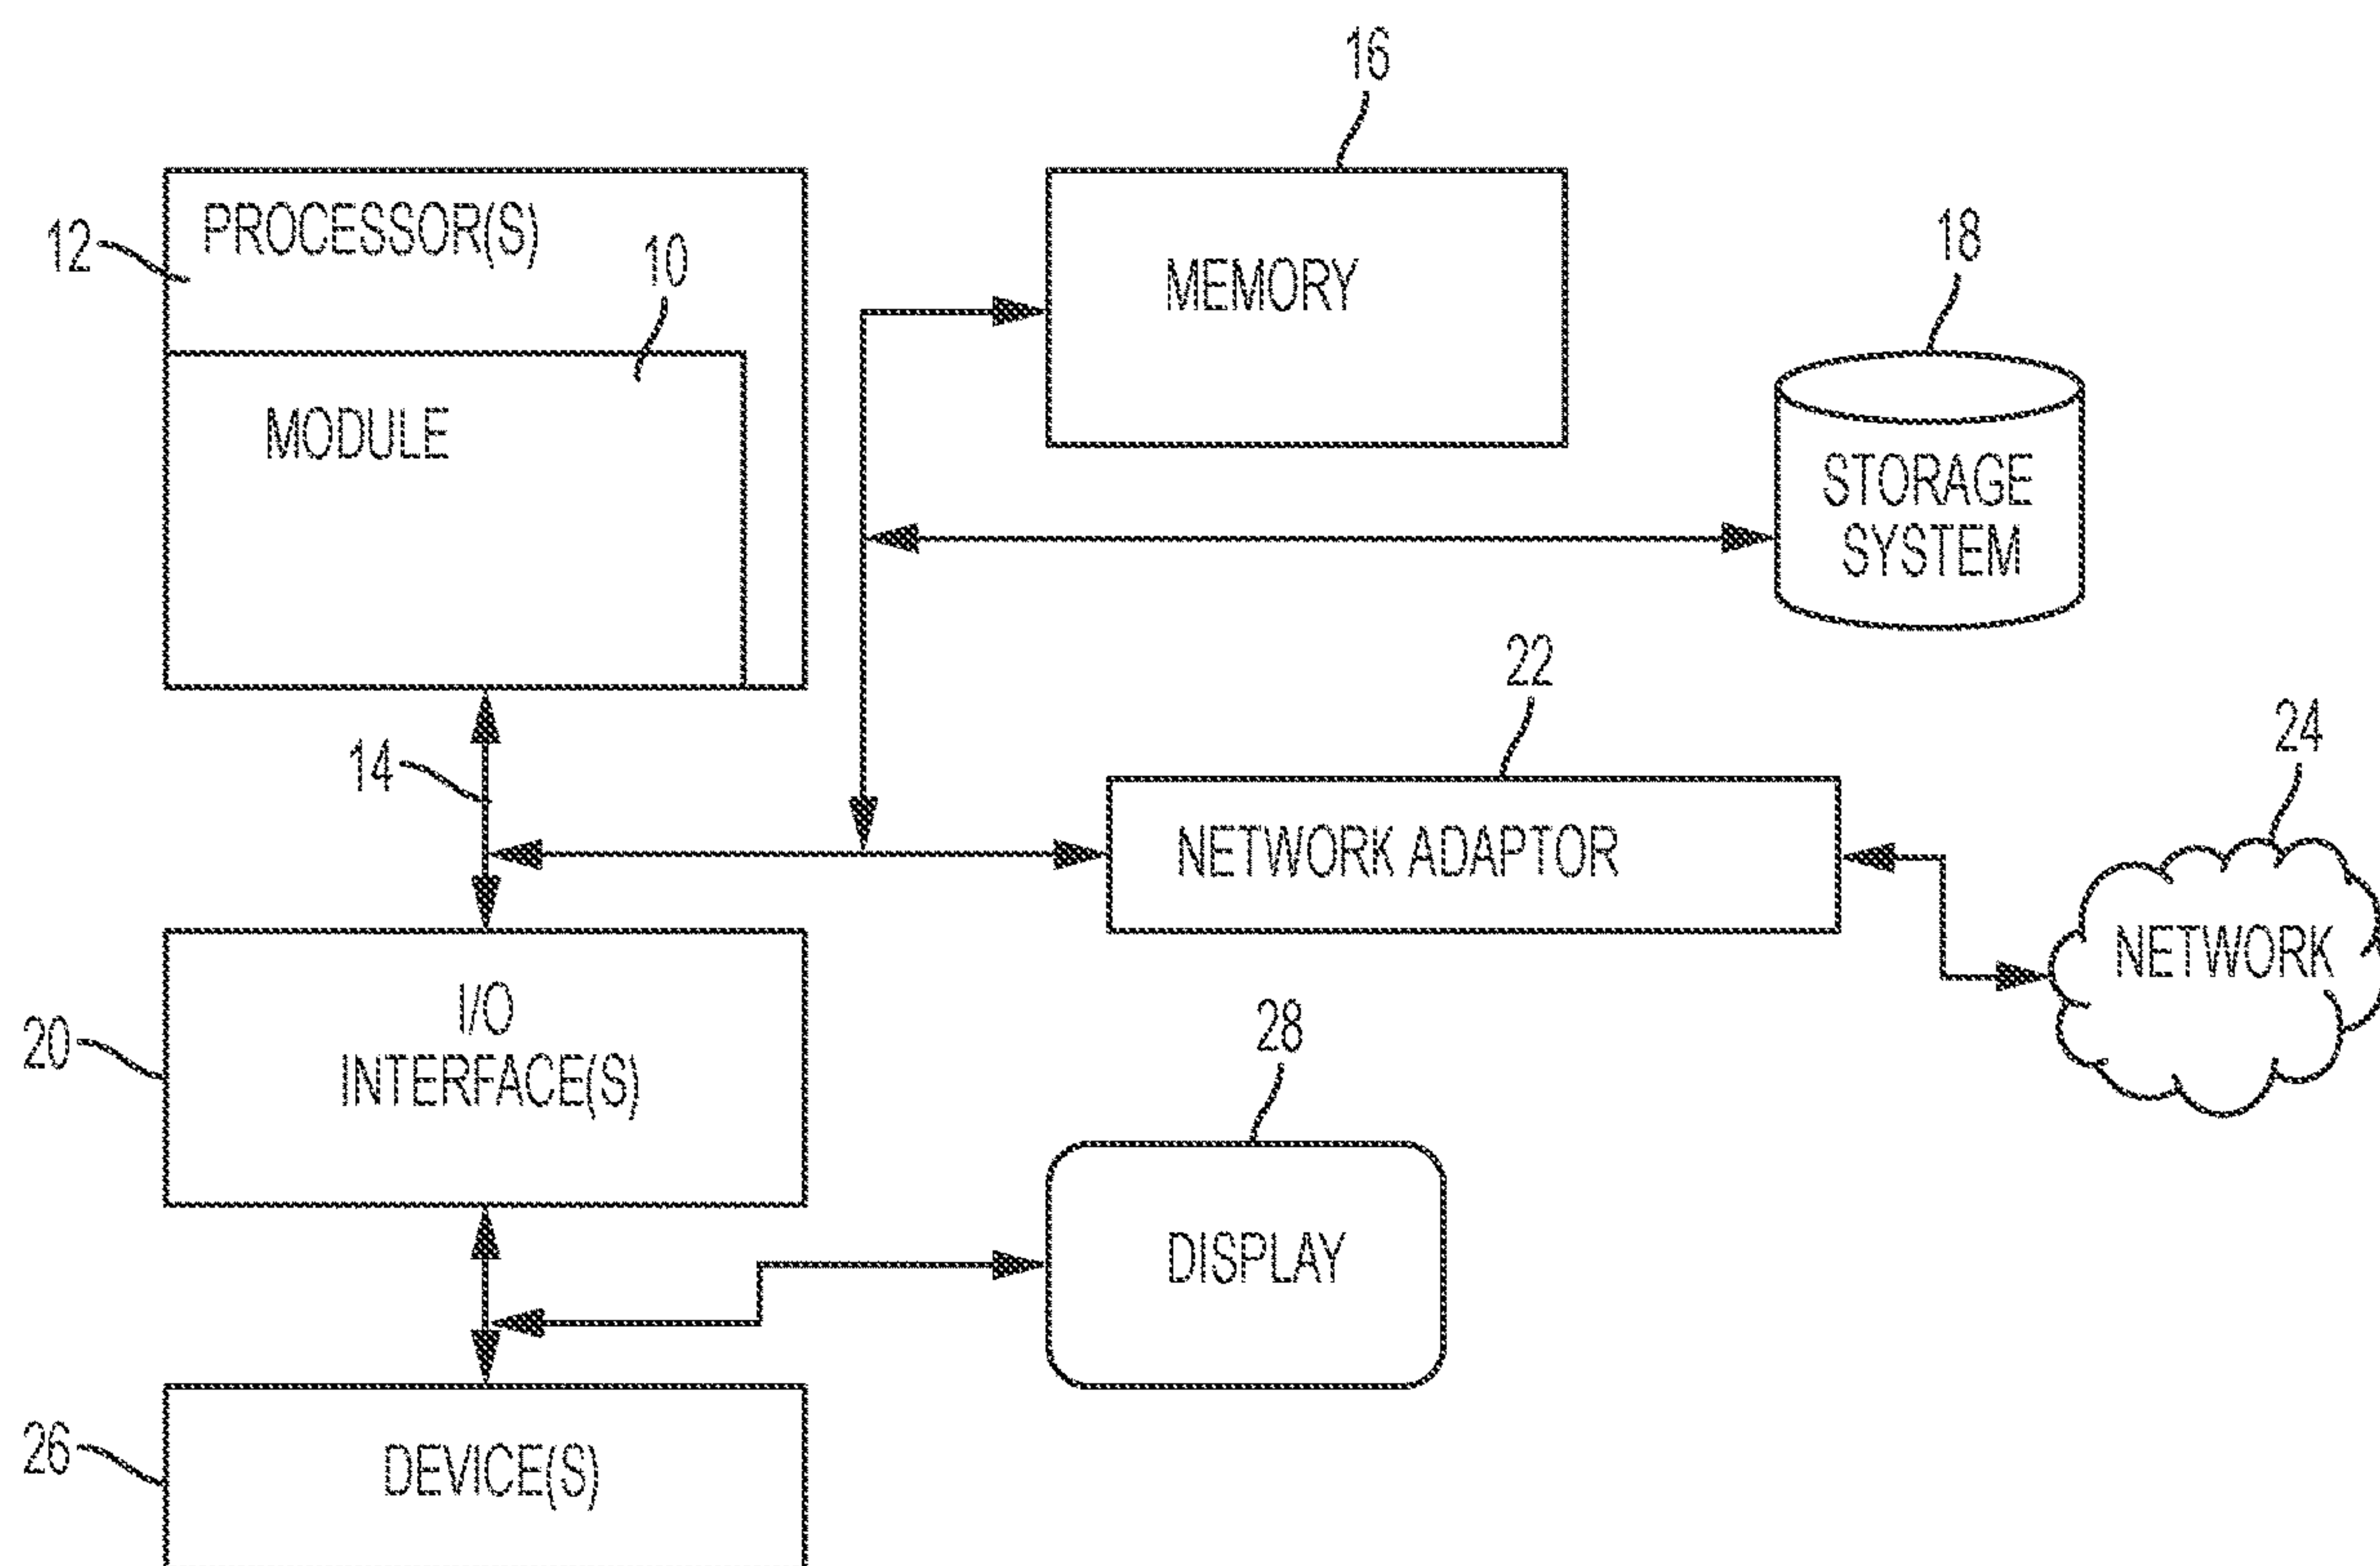 16
PROCESSOR(S)
12
10
MEMORY
18
MODULE
STORAGE
SYSTEM
22
14
24
NETWORK ADAPTOR
NETWORK
I/O
INTERFACE(S)
20
28
DISPLAY
26
DEVICE(S)